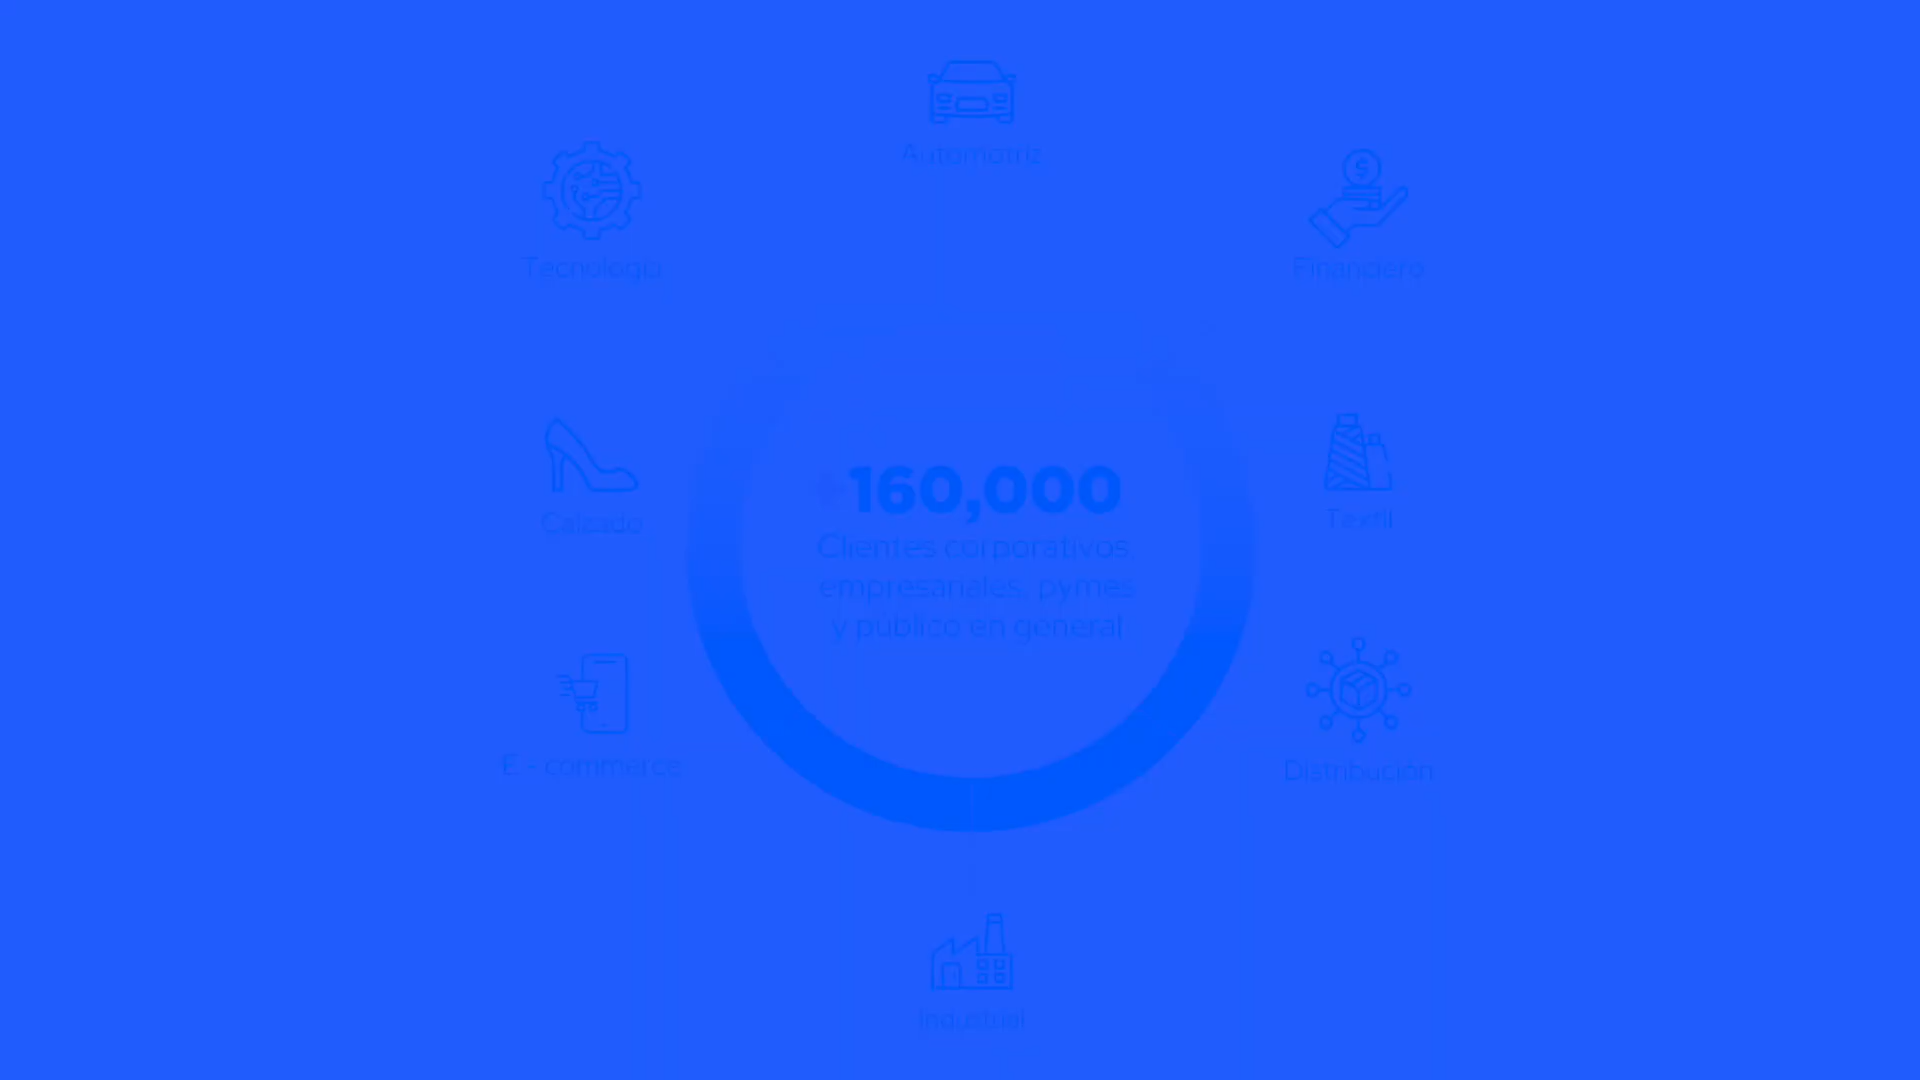 Automotriz
Tecnología
Financiero
Calzado
Textil
+160,000
Clientes corporativos,
empresariales, pymes
y público en general
E - commerce
Distribución
Industrial